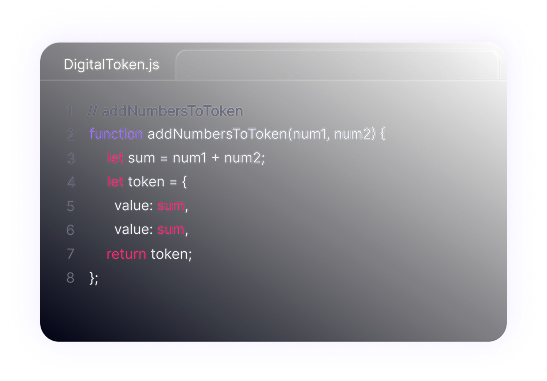 DigitalToken.js
1 // addNumbersToToken
2 function addNumbersToToken(num1, num2) {
3 let sum = num1 + num2;
4 let token = {
5 value: sum,
6 value: sum,
7 return token;
8 };